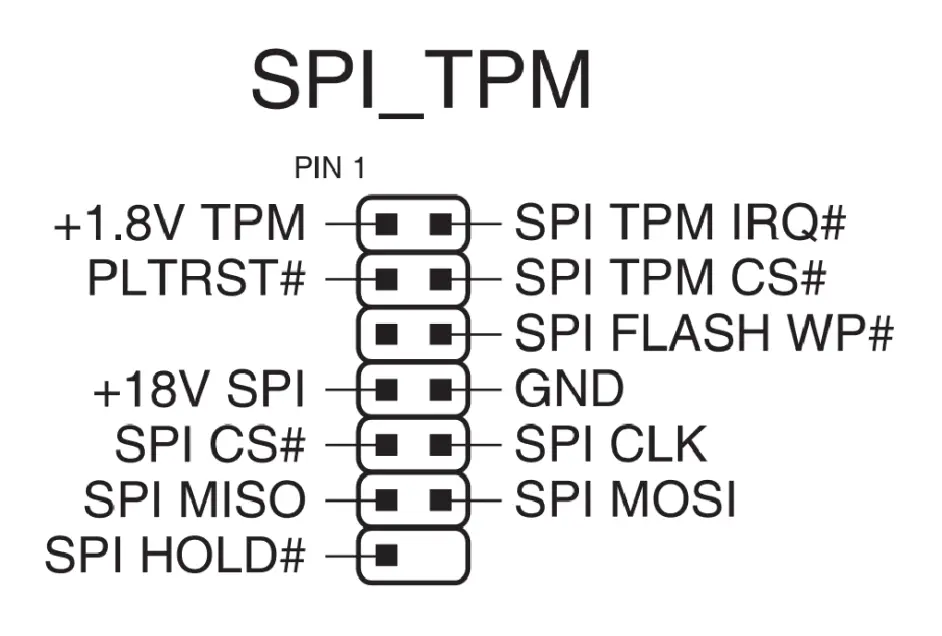 SPI_TPM
PIN 1
+1.8V TPM SPI TPM IRQ#
PLTRST# SPI TPM CS#
SPI FLASH WP#
+18V SPI GND
SPI CS# SPI CLK
SPI MISO SPI MOSI
SPI HOLD#